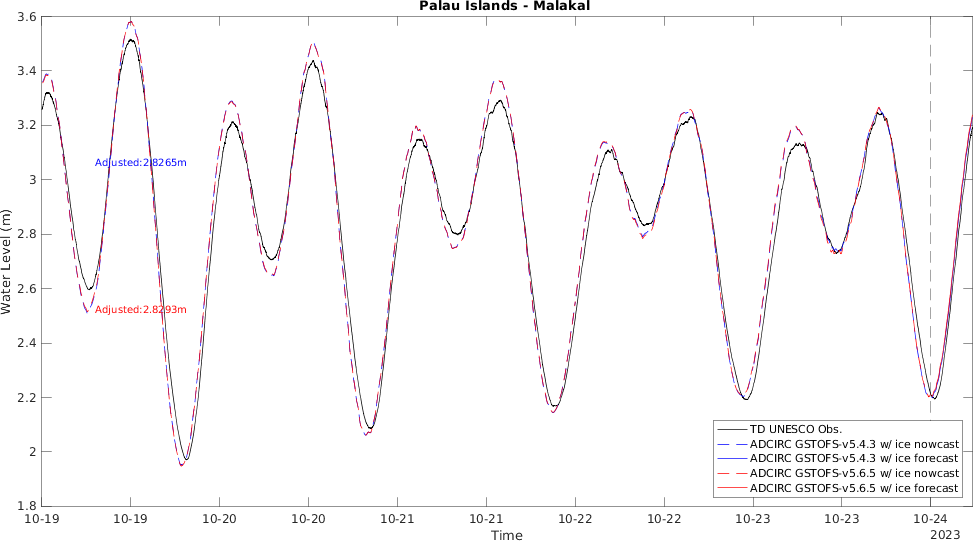 Palau Islands - Malakal
3.6
3.4
3.2
3
2.8
2.6
2.4
2.2
2
1.8
Water Level (m)
Adjusted:2.8265m
Adjusted:2.8293m
TD UNESCO Obs.
ADCIRC GSTOFS-v5.4.3 w/ ice nowcast
ADCIRC GSTOFS-v5.4.3 w/ ice forecast
ADCIRC GSTOFS-v5.6.5 w/ ice nowcast
ADCIRC GSTOFS-v5.6.5 w/ ice forecast
10-19 10-19 10-20 10-20 10-21 10-21 10-22 10-22 10-23 10-23 10-24
Time
2023